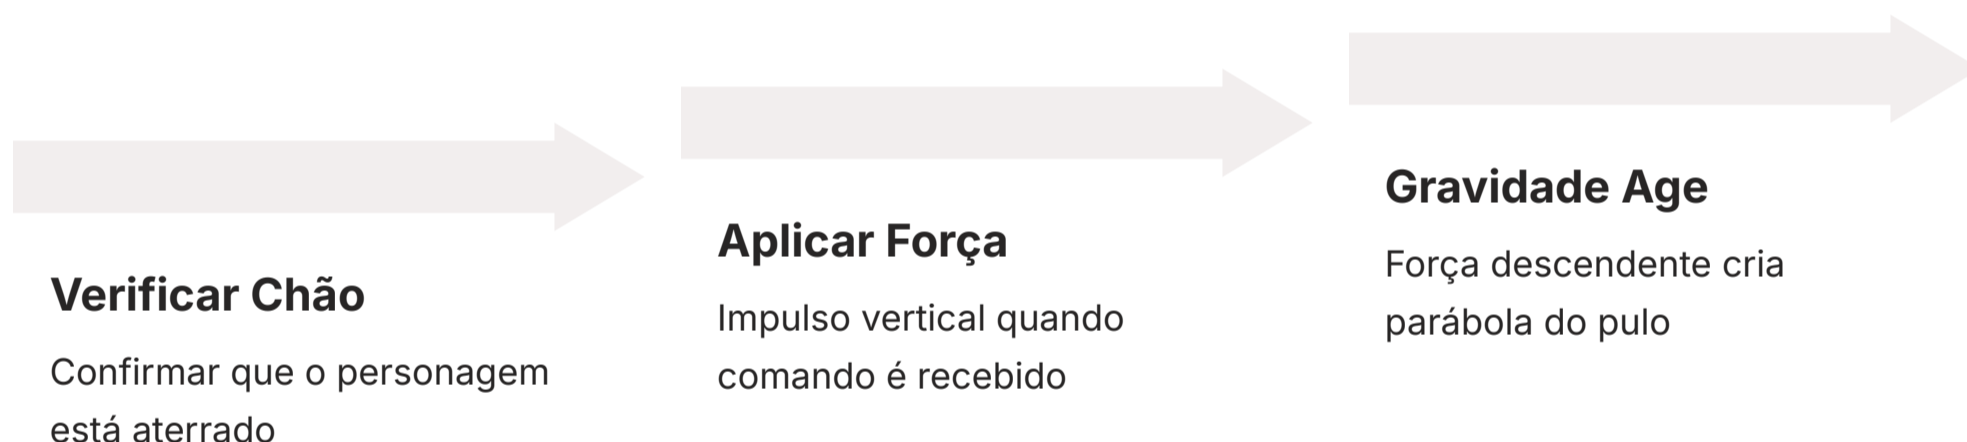 Verificar Chão
Confirmar que o personagem
está aterrado
Aplicar Força
Impulso vertical quando
comando é recebido
Gravidade Age
Força descendente cria
parábola do pulo